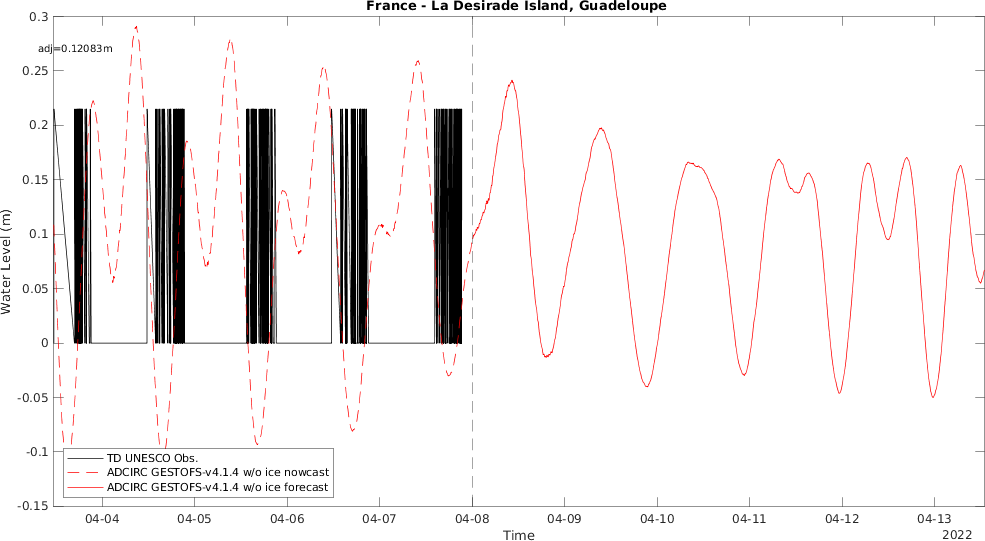 France - La Desirade Island, Guadeloupe
adj=0.12083m
0.3
0.25
0.2
0.15
0.1
0.05
0
-0.05
-0.1
-0.15
Water Level (m)
TD UNESCO Obs.
ADCIRC GESTOFS-v4.1.4 w/o ice nowcast
ADCIRC GESTOFS-v4.1.4 w/o ice forecast
04-04 04-05 04-06 04-07 04-08 04-09 04-10 04-11 04-12 04-13
Time
2022